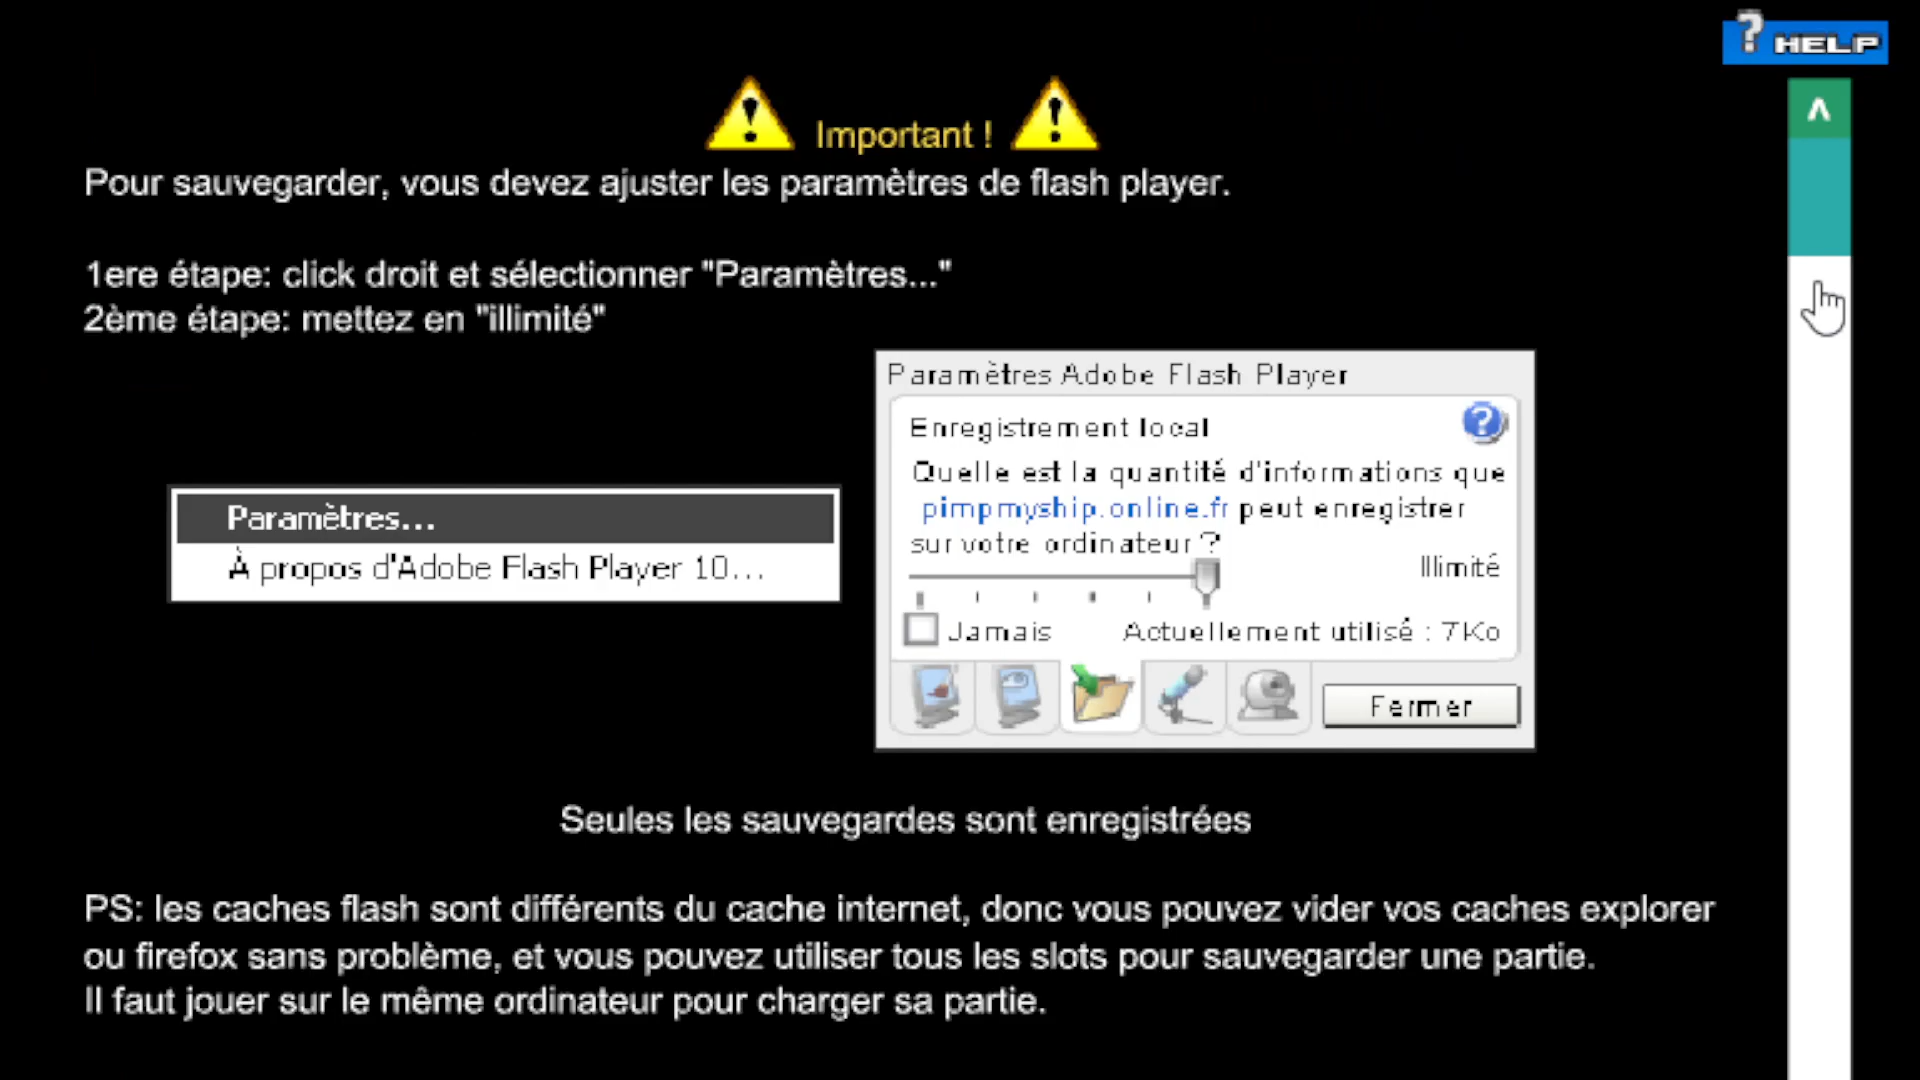 ? HELP
^
Important !
Pour sauvegarder, vous devez ajuster les paramètres de flash player.
1ere étape: click droit et sélectionner "Paramètres..."
2ème étape: mettez en "illimité"
Paramètres...
À propos d'Adobe Flash Player 10...
Paramètres Adobe Flash Player
Enregistrement local
?
Quelle est la quantité d'informations que
pimpmyship.online.fr peut enregistrer
sur votre ordinateur ?
Illimité
Jamais
Actuellement utilisé : 7 Ko
Fermer
Seules les sauvegardes sont enregistrées
PS: les caches flash sont différents du cache internet, donc vous pouvez vider vos caches explorer
ou firefox sans problème, et vous pouvez utiliser tous les slots pour sauvegarder une partie.
Il faut jouer sur le même ordinateur pour charger sa partie.